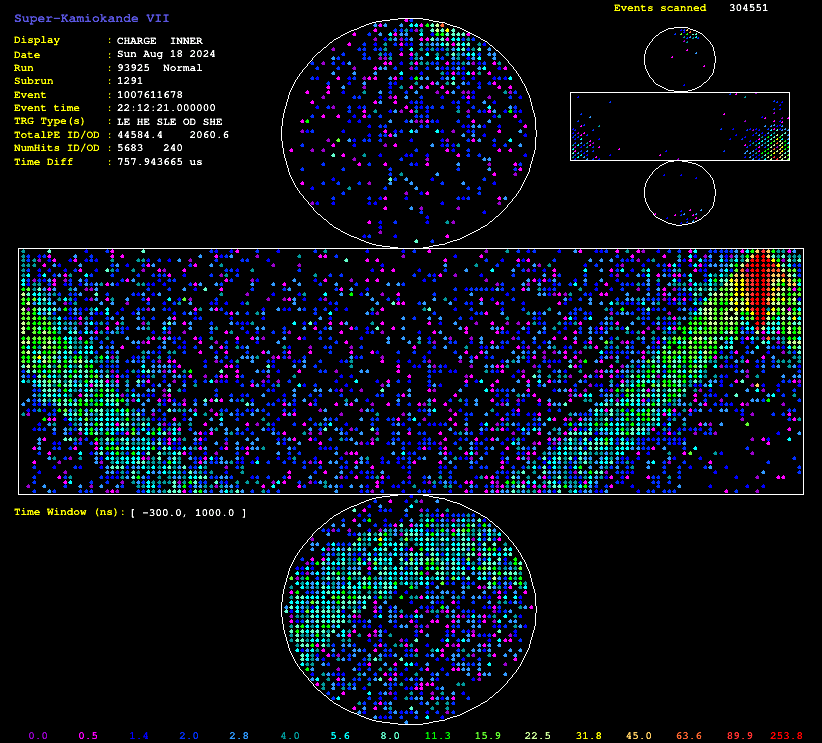 Super-Kamiokande VII
Events scanned 304551
Display : CHARGE INNER
Date : Sun Aug 18 2024
Run : 93925 Normal
Subrun : 1291
Event : 1007611678
Event time : 22:12:21.000000
TRG Type(s) : LE HE SLE OD SHE
TotalPE ID/OD : 44584.4 2060.6
NumHits ID/OD : 5683 240
Time Diff : 757.943665 us
Time Window (ns): [ -300.0, 1000.0 ]
0.0 0.5 1.4 2.0 2.8 4.0 5.6 8.0 11.3 15.9 22.5 31.8 45.0 63.6 89.9 253.8